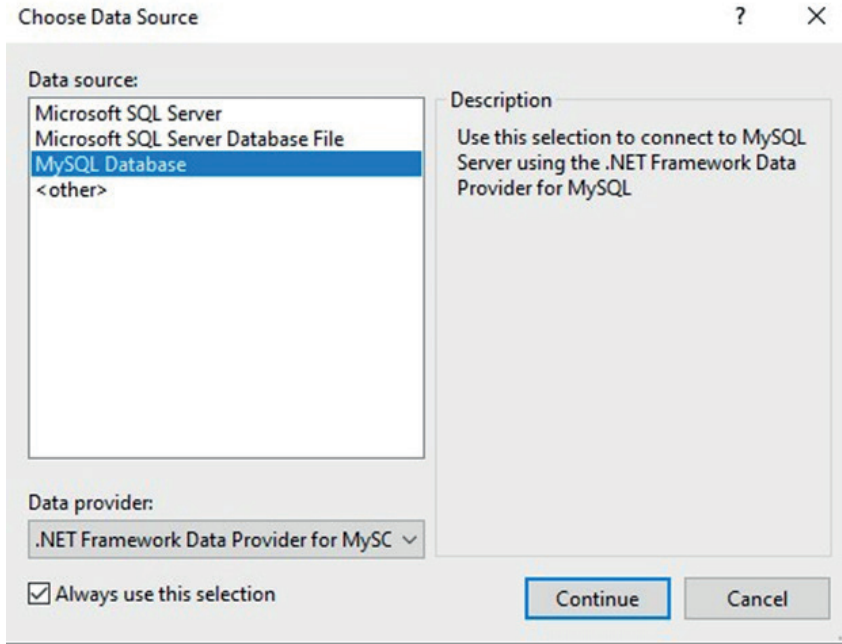 Choose Data Source
?
Data source:
Microsoft SQL Server
Microsoft SQL Server Database File
MySQL Database
<other>
Description
Use this selection to connect to MySQL
Server using the .NET Framework Data
Provider for MySQL
Data provider:
.NET Framework Data Provider for MySC
Always use this selection
Continue
Cancel